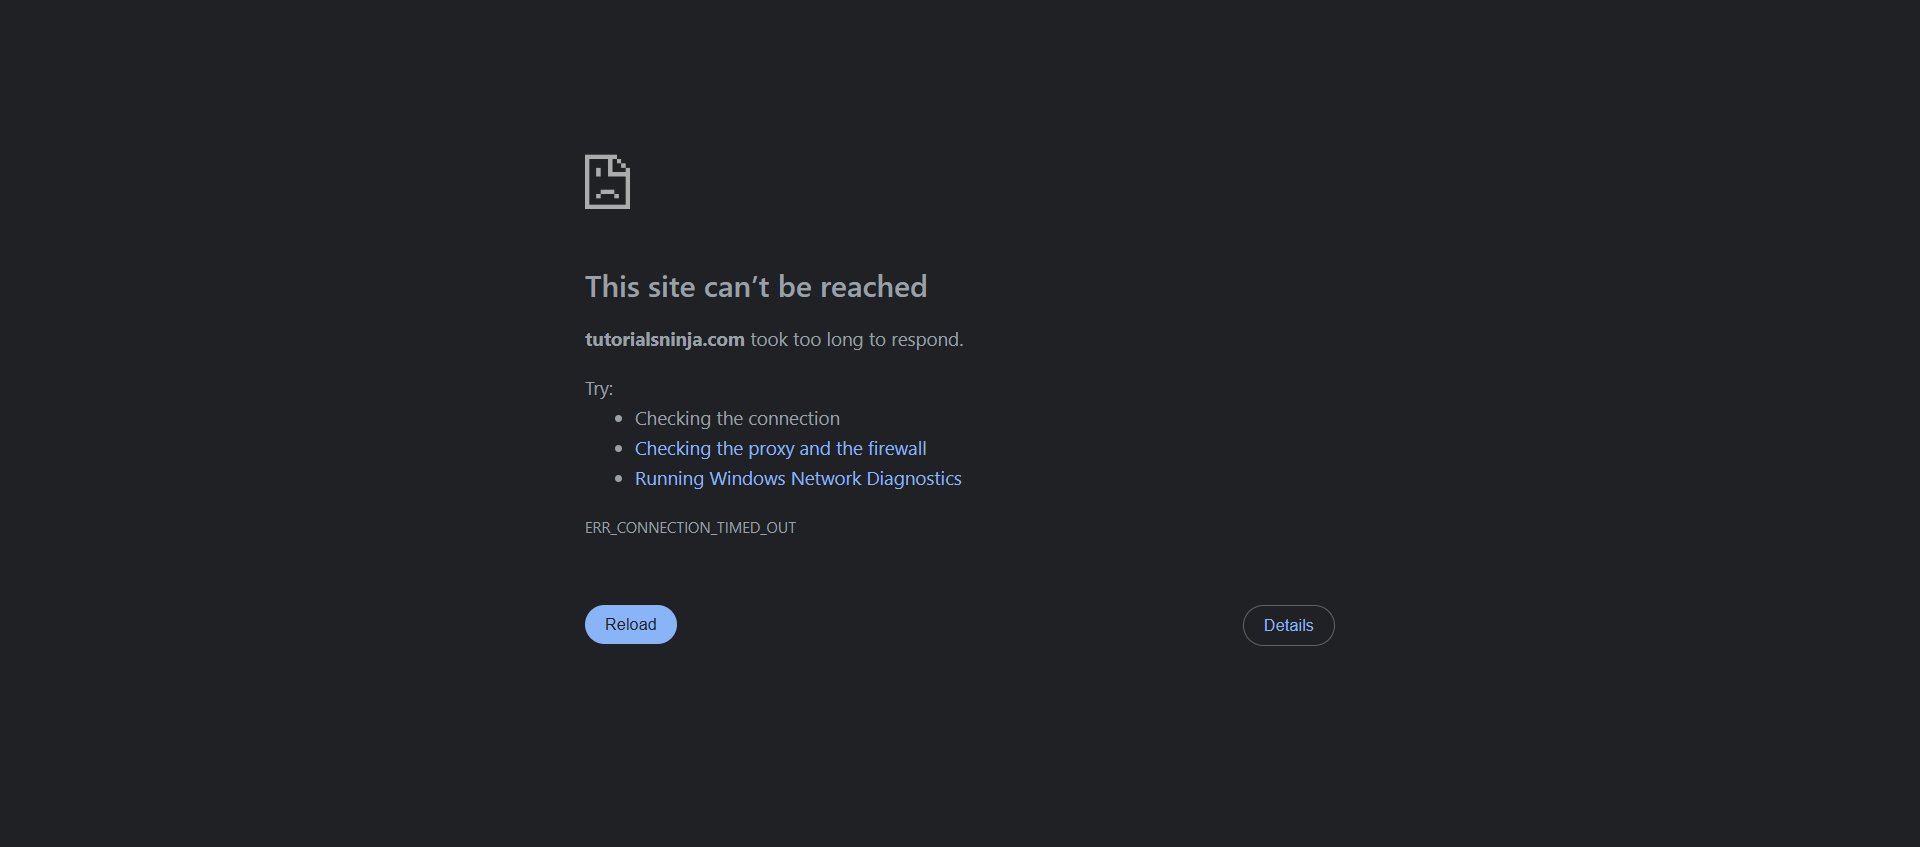 This site can’t be reached
tutorialsninja.com took too long to respond.
Try:
Checking the connection
Checking the proxy and the firewall
Running Windows Network Diagnostics
ERR_CONNECTION_TIMED_OUT
Reload
Details